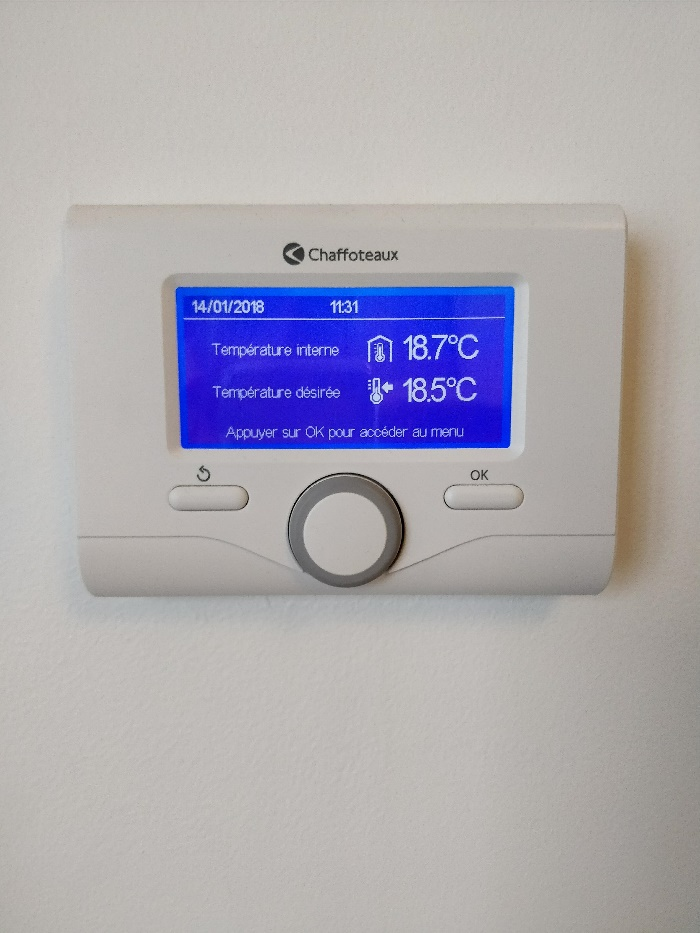 Chaffoteaux
14/01/2018 11:31
Température interne 18.7°C
Température désirée 18.5°C
Appuyer sur OK pour accéder au menu
OK